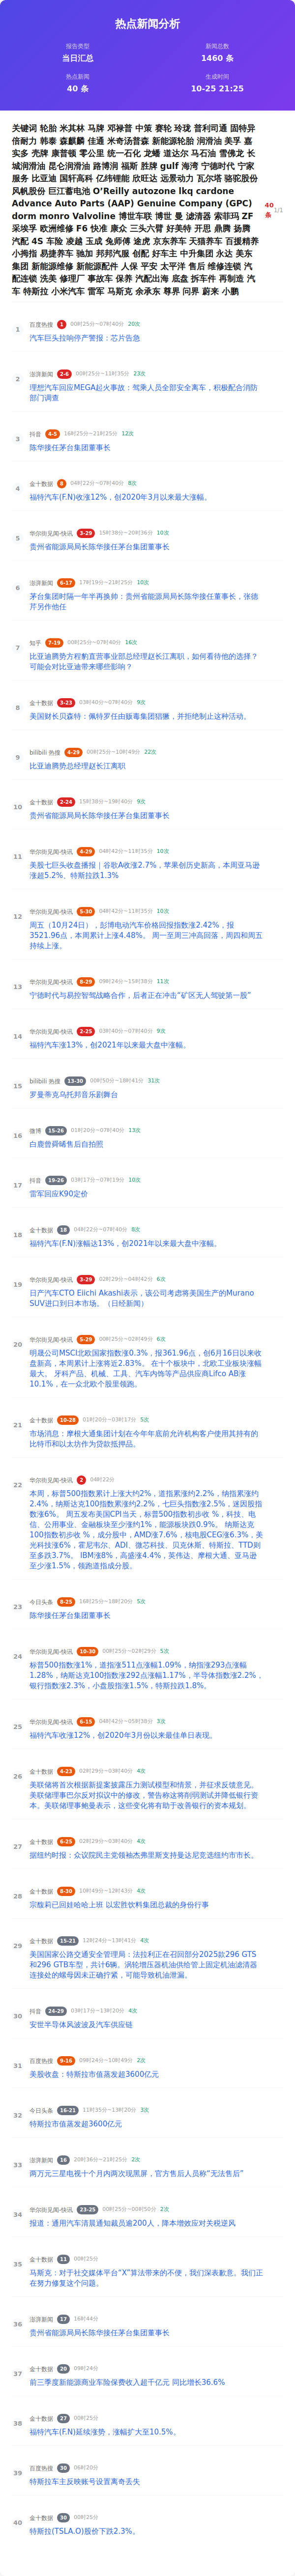 热点新闻分析
报告类型
当日汇总
新闻总数
1460 条
热点新闻
40 条
生成时间
10-25 21:25
关键词 轮胎 米其林 马牌 邓禄普 中策 赛轮 玲珑 普利司通 固特异
倍耐力 韩泰 森麒麟 佳通 米奇汤普森 新能源轮胎 润滑油 美孚 嘉
实多 壳牌 康普顿 零公里 统一石化 龙蟠 道达尔 马石油 雪佛龙 长
城润滑油 昆仑润滑油 路博润 福斯 胜牌 gulf 海湾 宁德时代 宁家
服务 比亚迪 国轩高科 亿纬锂能 欣旺达 远景动力 瓦尔塔 骆驼股份
风帆股份 巨江蓄电池 O’Reilly autozone lkq cardone
Advance Auto Parts (AAP) Genuine Company (GPC)
dorm monro Valvoline 博世车联 博世 曼 滤清器 索菲玛 ZF
采埃孚 欧洲维修 F6 快准 康众 三头六臂 好美特 开思 鼎腾 扬腾
汽配 4S 车险 凌越 玉成 兔师傅 途虎 京东养车 天猫养车 百援精养
小拇指 易捷养车 驰加 邦邦汽服 创配 好车主 中升集团 永达 美东
集团 新能源维修 新能源配件 人保 平安 太平洋 售后 维修连锁 汽
配连锁 洗美 修理厂 事故车 保养 汽配出海 底盘 拆车件 再制造 汽
车 特斯拉 小米汽车 雷军 马斯克 余承东 尊界 问界 蔚来 小鹏
40
条
1/1
1
百度热搜 1 00时25分~07时40分 20次
汽车巨头拉响停产警报：芯片告急
2
澎湃新闻 2-6 00时25分~11时35分 23次
理想汽车回应MEGA起火事故：驾乘人员全部安全离车，积极配合消防
部门调查
3
抖音 4-5 16时25分~21时25分 12次
陈华接任茅台集团董事长
4
金十数据 8 04时22分~07时40分 8次
福特汽车(F.N)收涨12%，创2020年3月以来最大涨幅。
5
华尔街见闻-快讯 3-29 15时38分~20时36分 10次
贵州省能源局局长陈华接任茅台集团董事长
6
澎湃新闻 6-17 17时19分~21时25分 10次
茅台集团时隔一年半再换帅：贵州省能源局局长陈华接任董事长，张德
芹另作他任
7
知乎 7-19 00时25分~07时40分 16次
比亚迪腾势方程豹直营事业部总经理赵长江离职，如何看待他的选择？
可能会对比亚迪带来哪些影响？
8
金十数据 3-23 03时40分~07时40分 9次
美国财长贝森特：佩特罗任由贩毒集团猖獗，并拒绝制止这种活动。
9
bilibili 热搜 4-29 00时25分~10时49分 22次
比亚迪腾势总经理赵长江离职
10
金十数据 2-24 15时38分~19时40分 9次
贵州省能源局局长陈华接任茅台集团董事长
11
华尔街见闻-快讯 4-29 04时42分~11时35分 10次
美股七巨头收盘播报｜谷歌A收涨2.7%，苹果创历史新高，本周亚马逊
涨超5.2%、特斯拉跌1.3%
12
华尔街见闻-快讯 5-30 04时42分~11时35分 10次
周五（10月24日），彭博电动汽车价格回报指数涨2.42%，报
3521.96点，本周累计上涨4.48%。 周一至周三冲高回落，周四和周五
持续上涨。
13
华尔街见闻-快讯 8-29 09时24分~15时38分 11次
宁德时代与易控智驾战略合作，后者正在冲击“矿区无人驾驶第一股”
14
华尔街见闻-快讯 2-25 03时40分~07时40分 9次
福特汽车涨13%，创2021年以来最大盘中涨幅。
15
bilibili 热搜 13-30 00时50分~18时41分 31次
罗曼蒂克乌托邦音乐剧舞台
16
微博 15-26 01时20分~07时40分 13次
白鹿曾舜晞售后自拍照
17
抖音 19-26 03时17分~07时19分 10次
雷军回应K90定价
18
金十数据 18 04时22分~07时40分 8次
福特汽车(F.N)涨幅达13%，创2021年以来最大盘中涨幅。
19
华尔街见闻-快讯 3-29 02时29分~04时42分 6次
日产汽车CTO Eiichi Akashi表示，该公司考虑将美国生产的Murano
SUV进口到日本市场。（日经新闻）
20
华尔街见闻-快讯 5-29 00时25分~02时49分 6次
明晟公司MSCI北欧国家指数涨0.3%，报361.96点，创6月16日以来收
盘新高，本周累计上涨将近2.83%。 在十个板块中，北欧工业板块涨幅
最大。 牙科产品、机械、工具、汽车内饰等产品供应商Lifco AB涨
10.1%，在一众北欧个股里领跑。
21
金十数据 10-28 01时20分~03时17分 5次
市场消息：摩根大通集团计划在今年年底前允许机构客户使用其持有的
比特币和以太坊作为贷款抵押品。
22
华尔街见闻-快讯 2 04时22分
本周，标普500指数累计上涨大约2%，道指累涨约2.2%，纳指累涨约
2.4%，纳斯达克100指数累涨约2.2%，七巨头指数涨2.5%，迷因股指
数涨6%。 周五发布美国CPI当天，标普500指数初步收 %，科技、电
信、公用事业、金融板块至少涨约1%，能源板块跌0.9%。 纳斯达克
100指数初步收 %，成分股中，AMD涨7.6%，核电股CEG涨6.3%，美
光科技涨6%，霍尼韦尔、ADI、微芯科技、贝克休斯、特斯拉、TTD则
至多跌3.7%。 IBM涨8%，高盛涨4.4%，英伟达、摩根大通、亚马逊
至少涨1.5%，领跑道指成分股。
23
今日头条 8-25 16时25分~18时20分 5次
陈华接任茅台集团董事长
24
华尔街见闻-快讯 10-30 00时25分~02时29分 5次
标普500指数涨1%，道指涨511点涨幅1.09%，纳指涨293点涨幅
1.28%，纳斯达克100指数涨292点涨幅1.17%，半导体指数涨2.2%，
银行指数涨2.3%，小盘股指涨1.5%，特斯拉跌1.8%。
25
华尔街见闻-快讯 6-15 04时42分~05时38分 3次
福特汽车收涨12%，创2020年3月份以来最佳单日表现。
26
金十数据 4-23 02时29分~03时40分 4次
美联储将首次根据新提案披露压力测试模型和情景，并征求反馈意见。
美联储理事巴尔反对拟议中的修改，警告称这将削弱测试并降低银行资
本。美联储理事鲍曼表示，这些变化将有助于改善银行的资本规划。
27
金十数据 6-25 02时29分~03时40分 4次
据纽约时报：众议院民主党领袖杰弗里斯支持曼达尼竞选纽约市市长。
28
金十数据 8-30 10时49分~12时43分 4次
宗馥莉已回娃哈哈上班 以宏胜饮料集团总裁的身份行事
29
金十数据 15-21 12时24分~13时41分 4次
美国国家公路交通安全管理局：法拉利正在召回部分2025款296 GTS
和296 GTB车型，共计6辆。涡轮增压器机油供给管上固定机油滤清器
连接处的螺母因未正确拧紧，可能导致机油泄漏。
30
抖音 24-29 03时17分~13时20分 4次
安世半导体风波波及汽车供应链
31
百度热搜 9-16 09时24分~10时49分 2次
美股收盘：特斯拉市值蒸发超3600亿元
32
今日头条 16-21 11时35分~13时20分 3次
特斯拉市值蒸发超3600亿元
33
澎湃新闻 16 20时36分~21时25分 2次
两万元三星电视十个月内两次现黑屏，官方售后人员称“无法售后”
34
华尔街见闻-快讯 23-25 00时25分~00时50分 2次
报道：通用汽车清晨通知裁员逾200人，降本增效应对关税逆风
35
金十数据 11 00时25分
马斯克：对于社交媒体平台“X”算法带来的不便，我们深表歉意。我们正
在努力修复这个问题。
36
澎湃新闻 17 16时44分
贵州省能源局局长陈华接任茅台集团董事长
37
金十数据 20 09时24分
前三季度新能源商业车险保费收入超千亿元 同比增长36.6%
38
金十数据 27 00时25分
福特汽车(F.N)延续涨势，涨幅扩大至10.5%。
39
百度热搜 30 06时20分
特斯拉车主反映账号设置离奇丢失
40
金十数据 30 00时25分
特斯拉(TSLA.O)股价下跌2.3%。